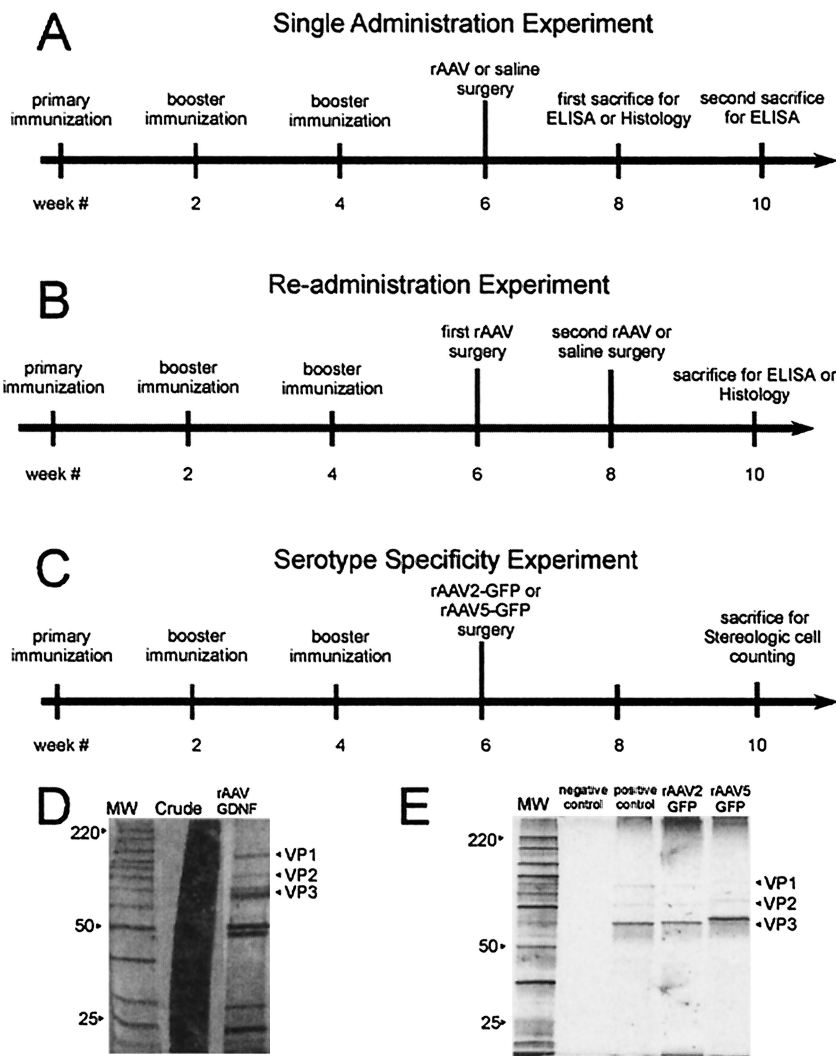 A
Single Administration Experiment
primary
immunization
booster
immunization
booster
immunization
rAAV or saline
surgery
first sacrifice for
ELISA or Histology
second sacrifice
for ELISA
week #
2
4
6
8
10
B
Re-administration Experiment
primary
immunization
booster
immunization
booster
immunization
first rAAV
surgery
second rAAV or
saline surgery
sacrifice for ELISA or
Histology
week #
2
4
6
8
10
C
Serotype Specificity Experiment
primary
immunization
booster
immunization
booster
immunization
rAAV2-GFP or
rAAV5-GFP
surgery
sacrifice for
Stereologic cell
counting
week #
2
4
6
8
10
D
MW
Crude
rAAV
GDNF
220
50
25
VP1
VP2
VP3
E
MW
negative
control
positive
control
rAAV2
GFP
rAAV5
GFP
220
50
25
VP1
VP2
VP3